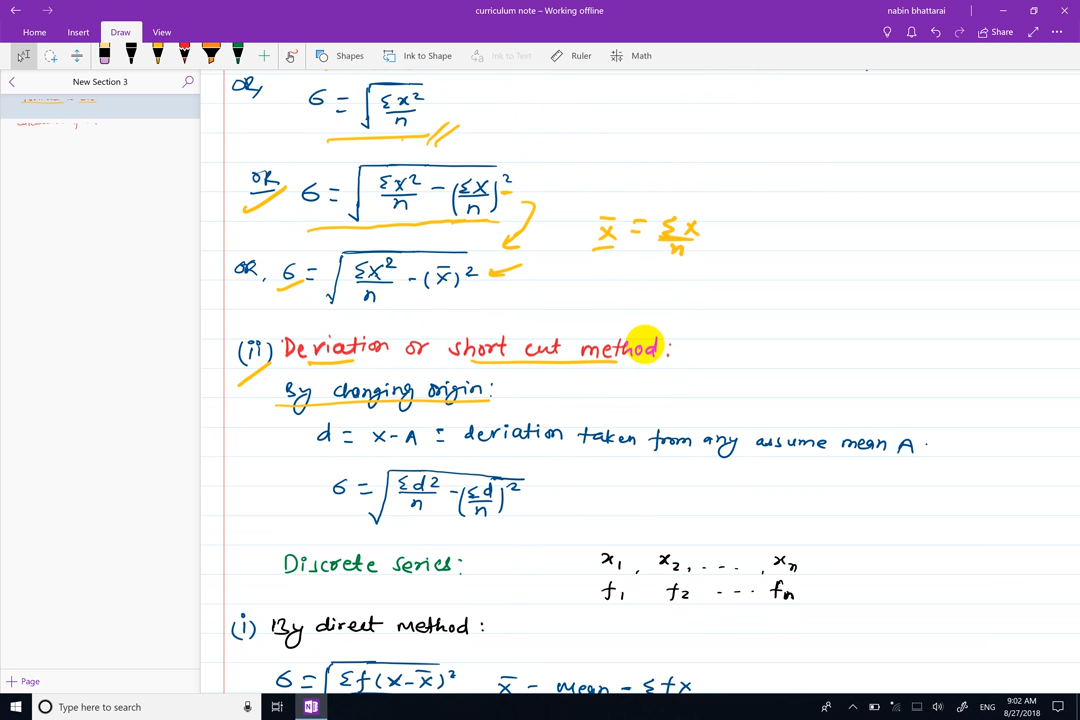 curriculum note – Working offline
nabin bhattarai
Home Insert Draw View
Share
Shapes Ink to Shape Ink to Text Ruler Math
New Section 3
OR,
σ = √(Σx²/n)
OR σ = √(ΣX²/n − (ΣX/n)²)
x̄ = Σx/n
OR, σ = √(ΣX²/n − (x̄)²)
(ii) Deviation or short cut method:
By changing origin:
d = X-A = deviation taken from any assume mean A.
σ = √(Σd²/n − (Σd/n)²)
Discrete series: x₁, x₂, . . . . , xₙ
f₁ f₂ - - - . fₙ
(i) By direct method:
σ = √(Σf(x-x̄)² x̄ = mean = Σfx
+ Page
Type here to search
ENG
9:02 AM
8/27/2018